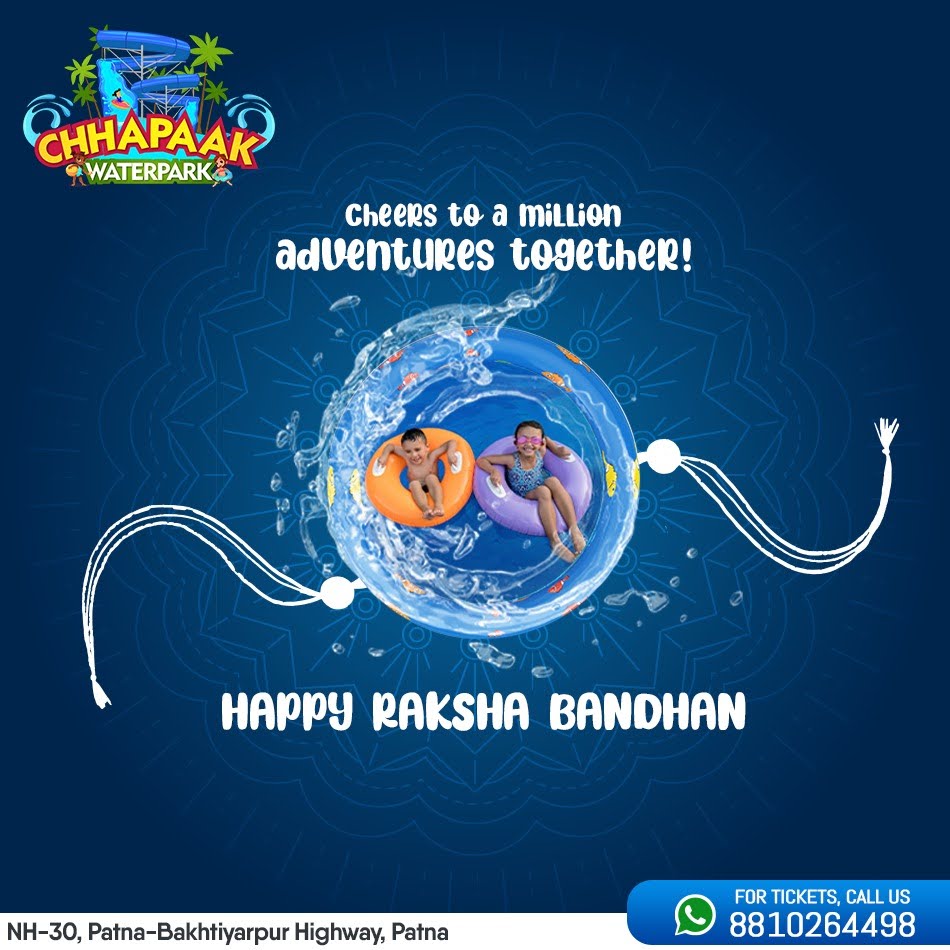 CHHAPAAK
WATERPARK
cheers to a million
adventures together!
HAPPY RAKSHA BANDHAN
FOR TICKETS, CALL US
8810264498
NH-30, Patna-Bakhtiyarpur Highway, Patna